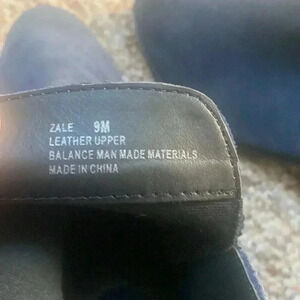 ZALE 9M
LEATHER UPPER
BALANCE MAN MADE MATERIALS
MADE IN CHINA